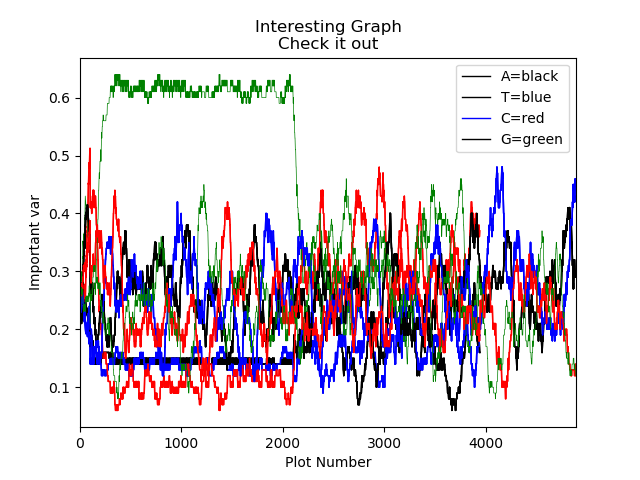 Interesting Graph
Check it out
A=black
T=blue
C=red
G=green
Important var
0.6
0.5
0.4
0.3
0.2
0.1
0 1000 2000 3000 4000
Plot Number